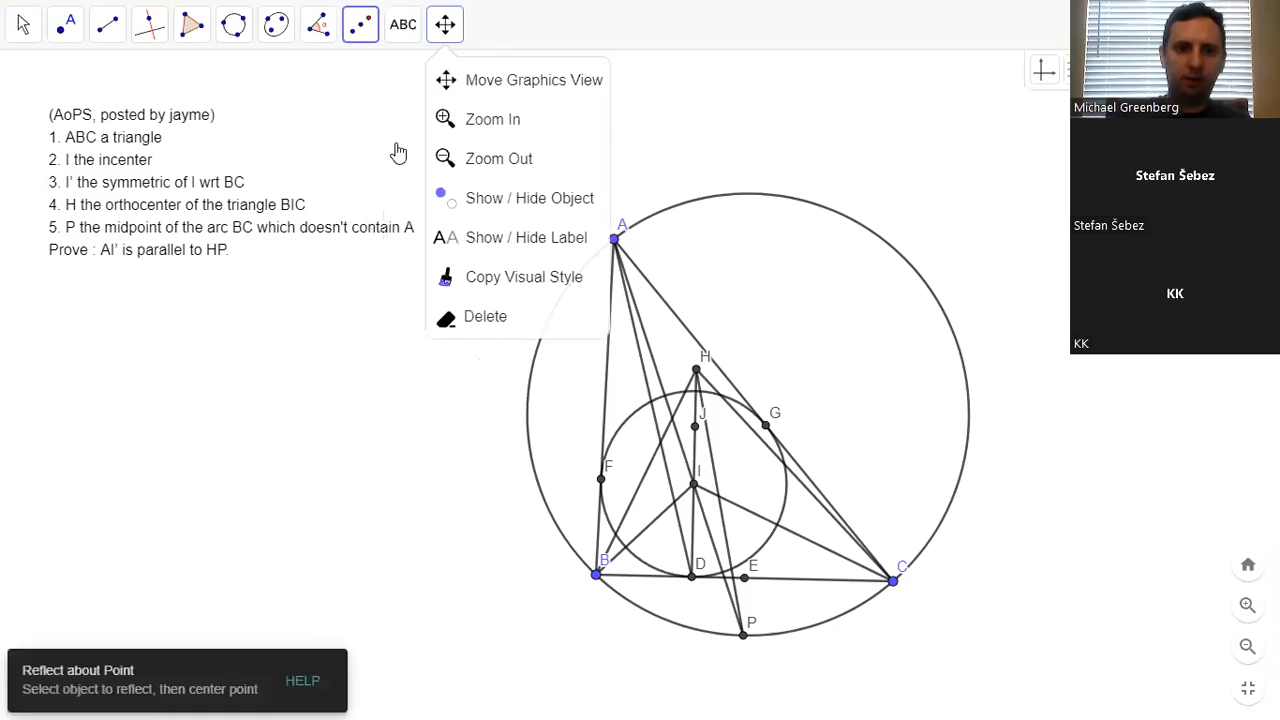 ABC
Move Graphics View
Zoom In
Zoom Out
Show / Hide Object
AA Show / Hide Label
Copy Visual Style
Delete
(AoPS, posted by jayme)
1. ABC a triangle
2. I the incenter
3. I' the symmetric of I wrt BC
4. H the orthocenter of the triangle BIC
5. P the midpoint of the arc BC which doesn't contain A
Prove : AI' is parallel to HP.
A
H
J
G
F
I
B
D
E
C
P
Michael Greenberg
Stefan Šebez
Stefan Šebez
KK
KK
Reflect about Point
Select object to reflect, then center point
HELP